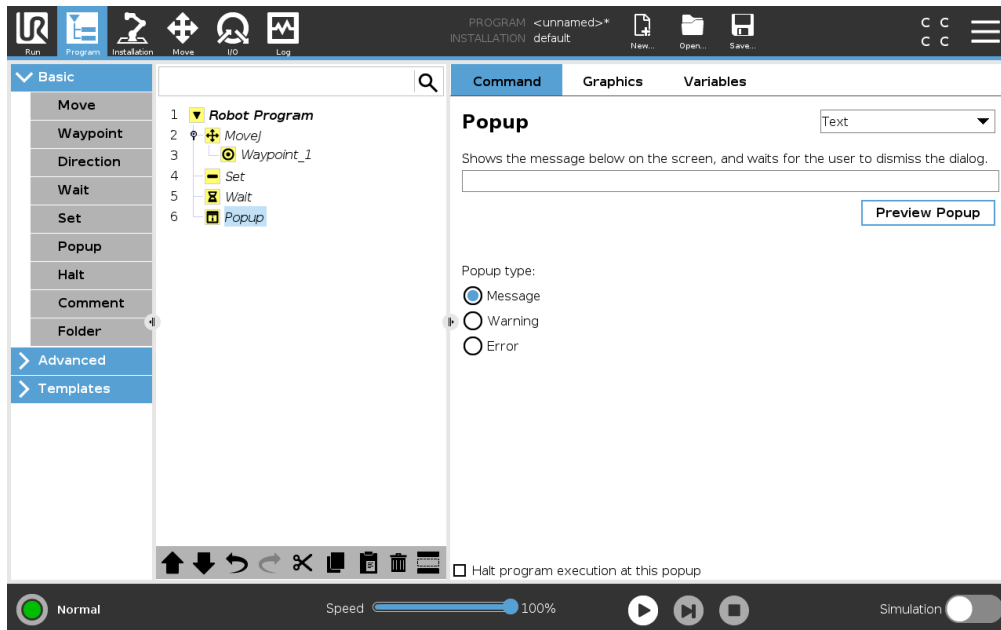 PROGRAM <unnamed>*
INSTALLATION default
Run Program Installation Move I/O Log New... Open... Save... C C
C C
Basic
Move
Waypoint
Direction
Wait
Set
Popup
Halt
Comment
Folder
Advanced
Templates
1 Robot Program
2 MoveJ
3 Waypoint_1
4 Set
5 Wait
6 Popup
Command Graphics Variables
Popup Text
Shows the message below on the screen, and waits for the user to dismiss the dialog.
Preview Popup
Popup type:
Message
Warning
Error
Halt program execution at this popup
Normal Speed 100% Simulation